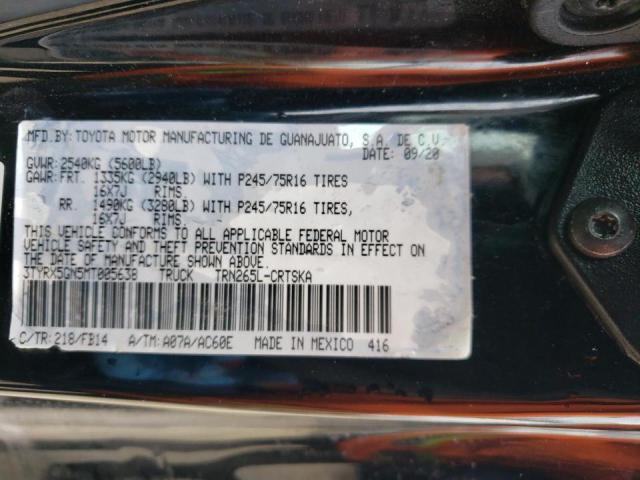 MFD.BY:TOYOTA MOTOR MANUFACTURING DE GUANAJUATO, S.A. DE C.V.
DATE: 09/20
GVWR: 2540KG (5600LB)
GAWR: FRT. 1335KG (2940LB) WITH P245/75R16 TIRES
16X7J RIMS
RR. 1490KG (3280LB) WITH P245/75R16 TIRES,
16X7J RIMS -
THIS VEHICLE CONFORMS TO ALL APPLICABLE FEDERAL MOTOR
VEHICLE SAFETY AND THEFT PREVENTION STANDARDS IN EFFECT ON
THE DATE OF MANUFACTURE SHOWN ABOVE.
3TYRX5GN5MT005638 TRUCK TRN265L-CRTSKA
C/TR:218/FB14 A/TM:A07A/AC60E MADE IN MEXICO 416